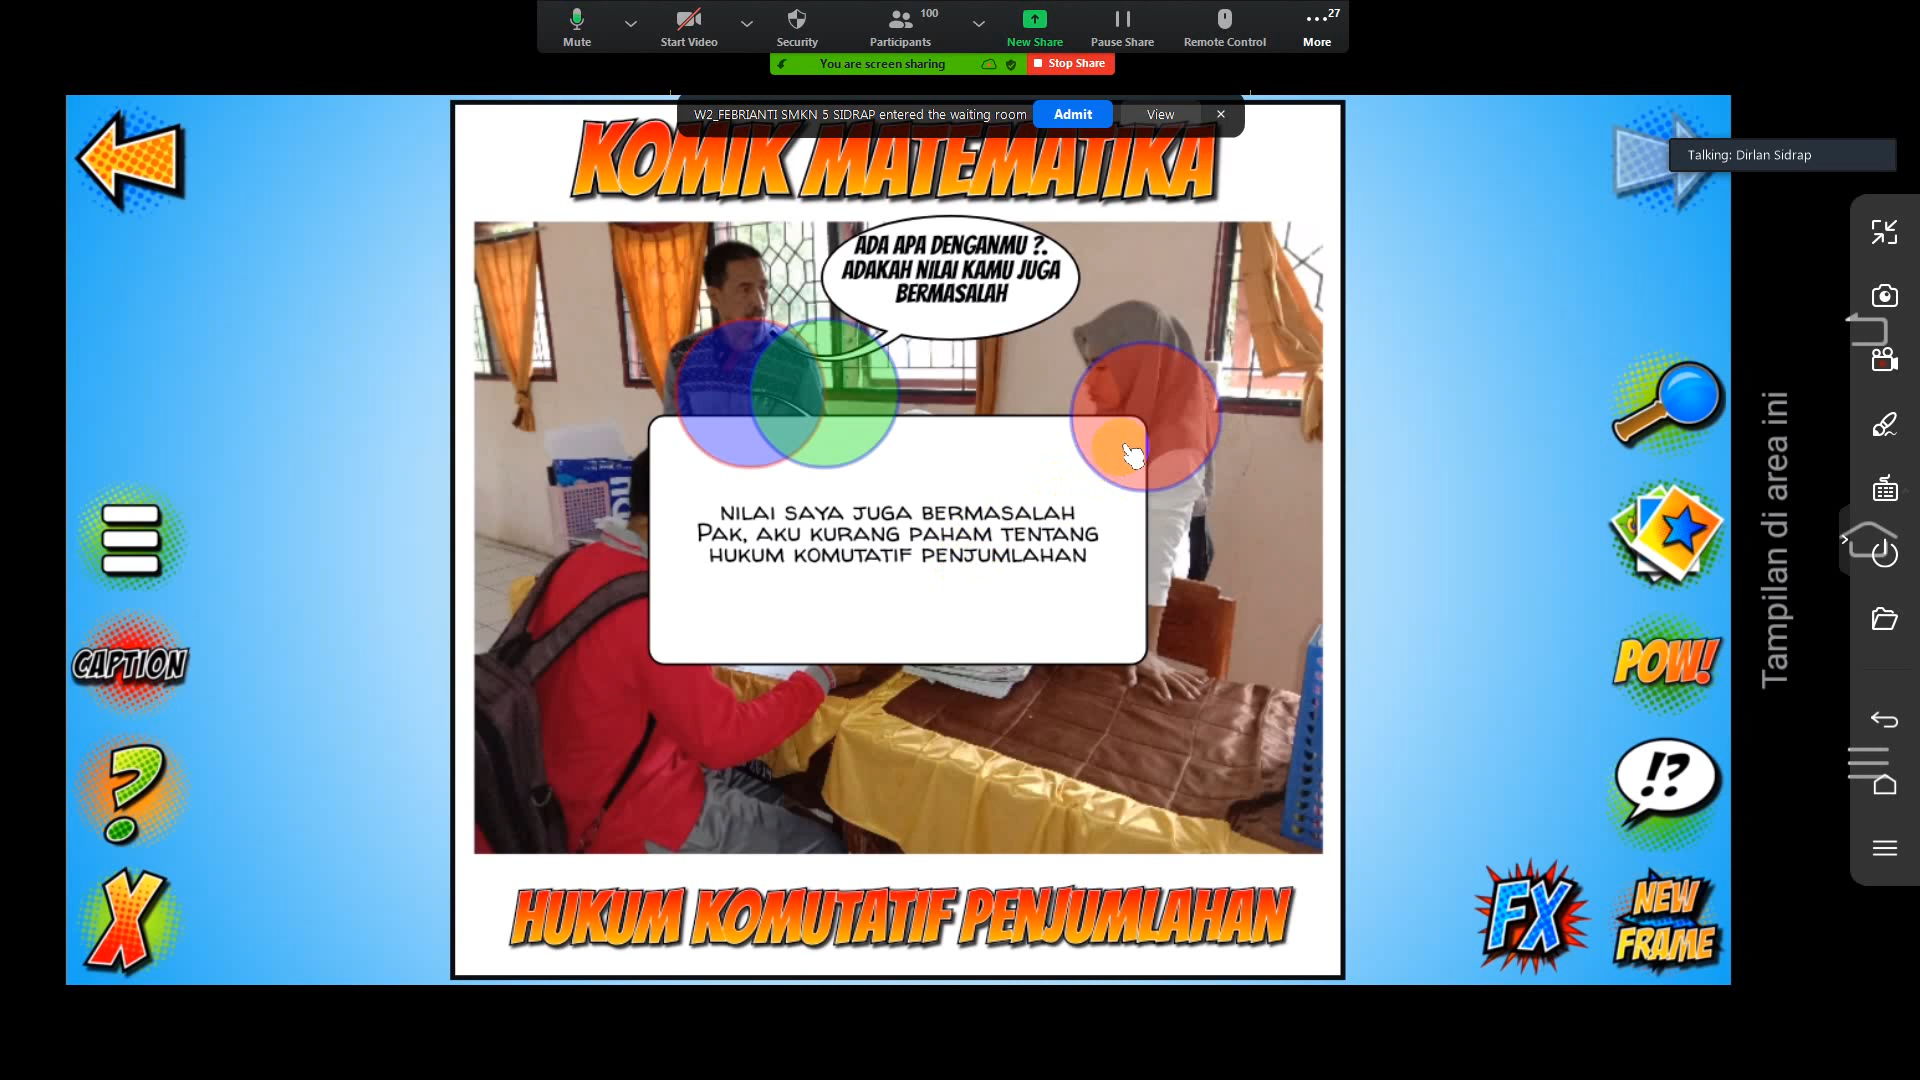 100
27
Mute
Start Video
Security
Participants
New Share
Pause Share
Remote Control
More
You are screen sharing
Stop Share
W2_FEBRIANTI SMKN 5 SIDRAP entered the waiting room
Admit
View
Talking: Dirlan Sidrap
KOMIK MATEMATIKA
ADA APA DENGANMU ?.
ADAKAH NILAI KAMU JUGA
BERMASALAH
NILAI SAYA JUGA BERMASALAH
PAK, AKU KURANG PAHAM TENTANG
HUKUM KOMUTATIF PENJUMLAHAN
HUKUM KOMUTATIF PENJUMLAHAN
CAPTION
?
X
POW!
!?
FX
NEW
FRAME
Tampilan di area ini